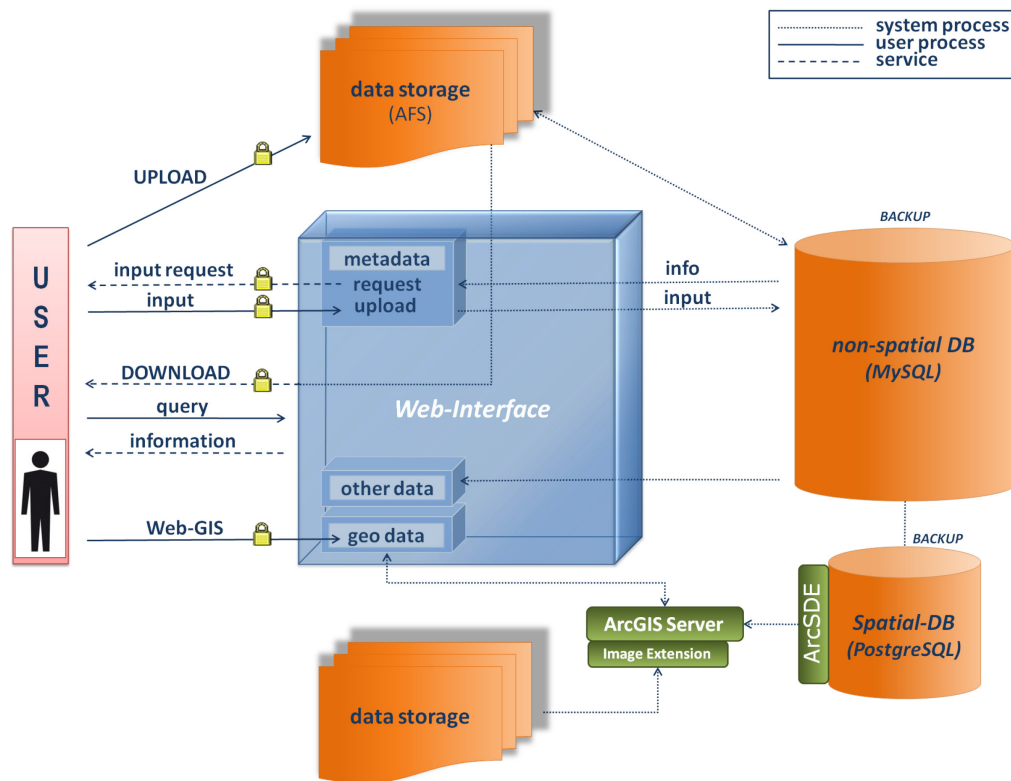 system process
user process
service
data storage
(AFS)
UPLOAD
BACKUP
USER
metadata
input request
request
info
input
upload
input
non-spatial DB
(MySQL)
DOWNLOAD
query
Web-Interface
information
other data
Web-GIS
geo data
BACKUP
ArcSDE
Spatial-DB
(PostgreSQL)
ArcGIS Server
Image Extension
data storage